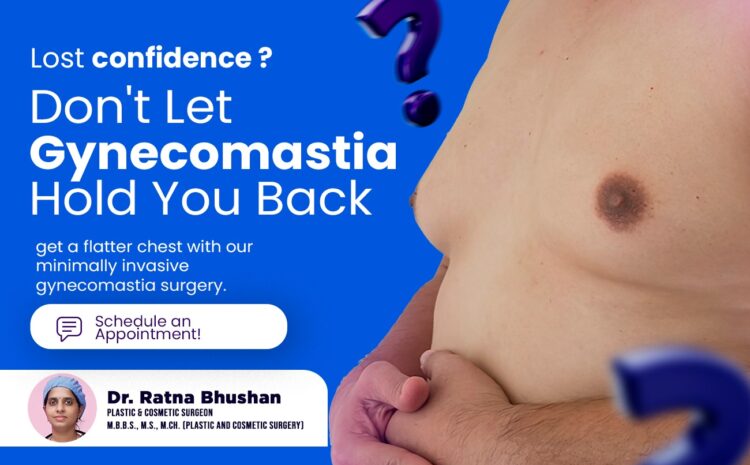 Lost confidence ?
Don't Let
Gynecomastia
Hold You Back
get a flatter chest with our
minimally invasive
gynecomastia surgery.
Schedule an
Appointment!
Dr. Ratna Bhushan
PLASTIC & COSMETIC SURGEON
M.B.B.S., M.S., M.CH. (PLASTIC AND COSMETIC SURGERY)